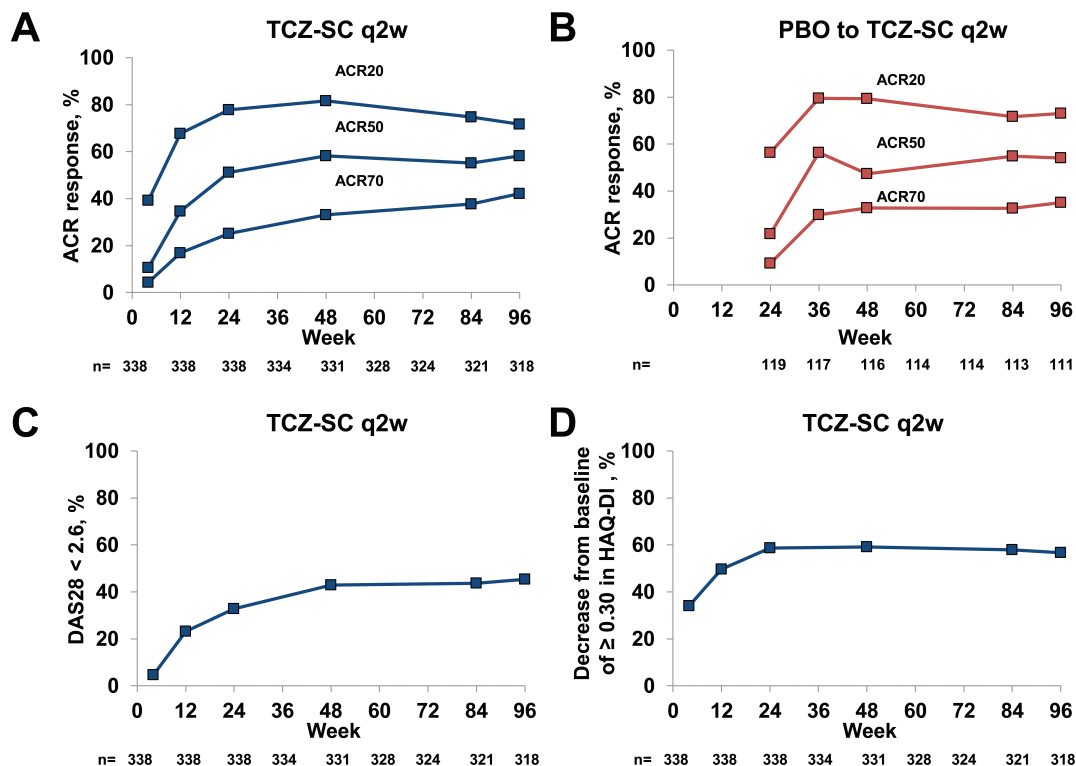 A
TCZ-SC q2w
ACR response, %
100
80
60
40
20
0
ACR20
ACR50
ACR70
0 12 24 36 48 60 72 84 96
Week
n= 338 338 338 334 331 328 324 321 318
B
PBO to TCZ-SC q2w
ACR response, %
100
80
60
40
20
0
ACR20
ACR50
ACR70
0 12 24 36 48 60 72 84 96
Week
n= 119 117 116 114 114 113 111
C
TCZ-SC q2w
DAS28 < 2.6, %
100
80
60
40
20
0
0 12 24 36 48 60 72 84 96
Week
n= 338 338 338 334 331 328 324 321 318
D
TCZ-SC q2w
Decrease from baseline
of ≥ 0.30 in HAQ-DI , %
100
80
60
40
20
0
0 12 24 36 48 60 72 84 96
Week
n= 338 338 338 334 331 328 324 321 318